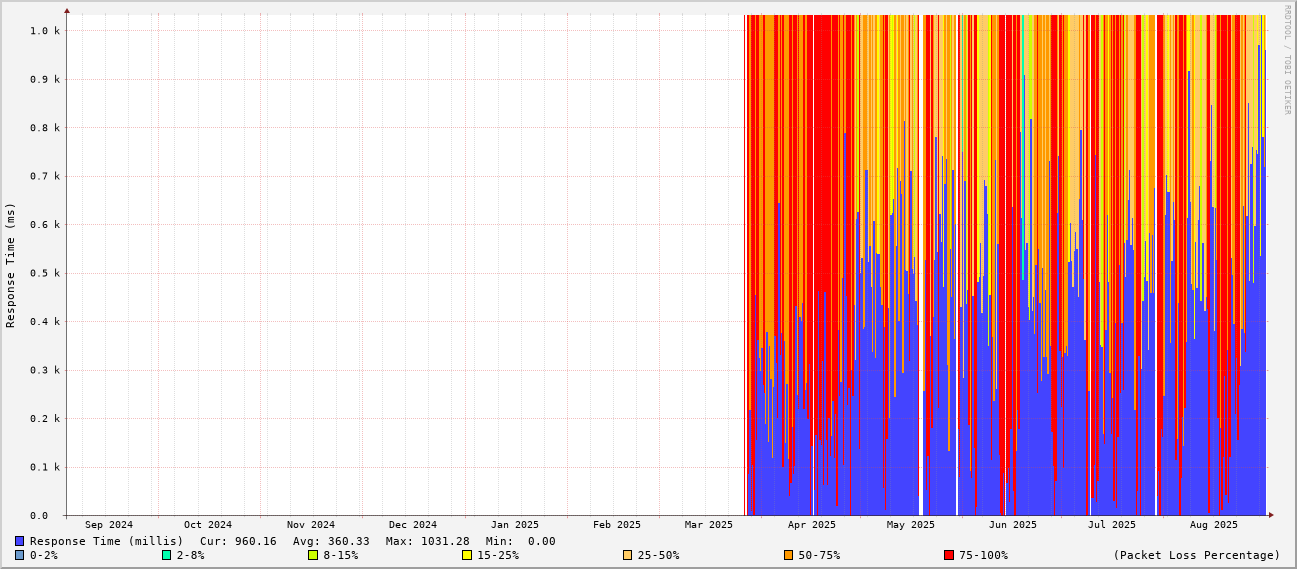 RRDTOOL / TOBI OETIKER
Response Time (ms)
1.0 k
0.9 k
0.8 k
0.7 k
0.6 k
0.5 k
0.4 k
0.3 k
0.2 k
0.1 k
0.0
Sep 2024 Oct 2024 Nov 2024 Dec 2024 Jan 2025 Feb 2025 Mar 2025 Apr 2025 May 2025 Jun 2025 Jul 2025 Aug 2025
Response Time (millis) Cur: 960.16 Avg: 360.33 Max: 1031.28 Min: 0.00
0-2% 2-8% 8-15% 15-25% 25-50% 50-75% 75-100% (Packet Loss Percentage)